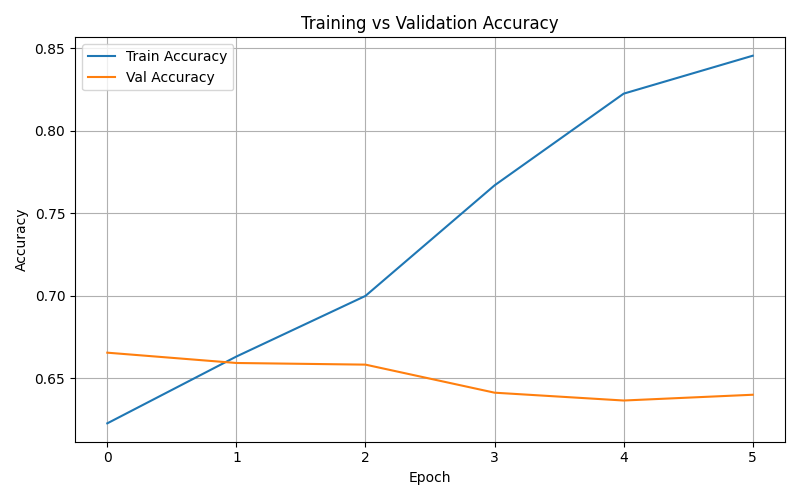 Training vs Validation Accuracy
Train Accuracy
Val Accuracy
Accuracy
0.85
0.80
0.75
0.70
0.65
0 1 2 3 4 5
Epoch